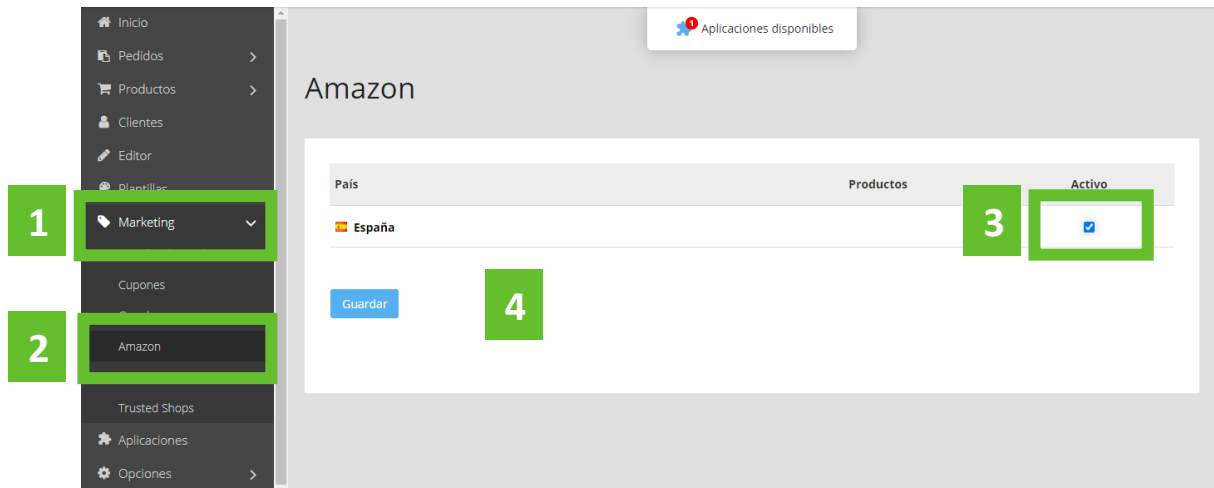 Inicio
Pedidos
Productos
Clientes
Editor
Plantillas
1
Marketing
Cupones
2
Amazon
Trusted Shops
Aplicaciones
Opciones
1
Aplicaciones disponibles
Amazon
País Productos Activo
España
3
Guardar
4